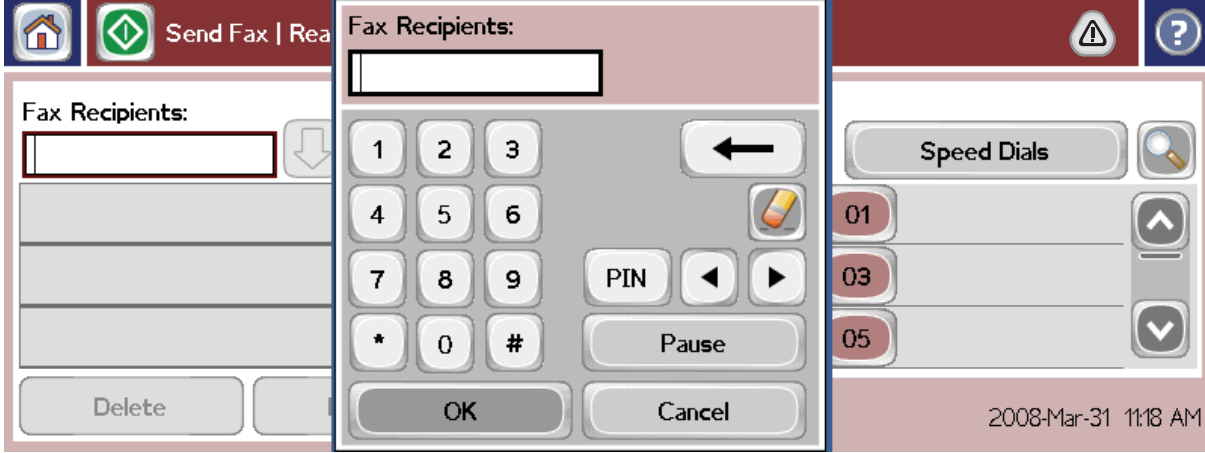 Send Fax | Rea
?
Fax Recipients:
Fax Recipients:
1 2 3
4 5 6
7 8 9
* 0 #
PIN
Pause
OK
Cancel
Speed Dials
01
03
05
Delete
2008-Mar-31 11:18 AM